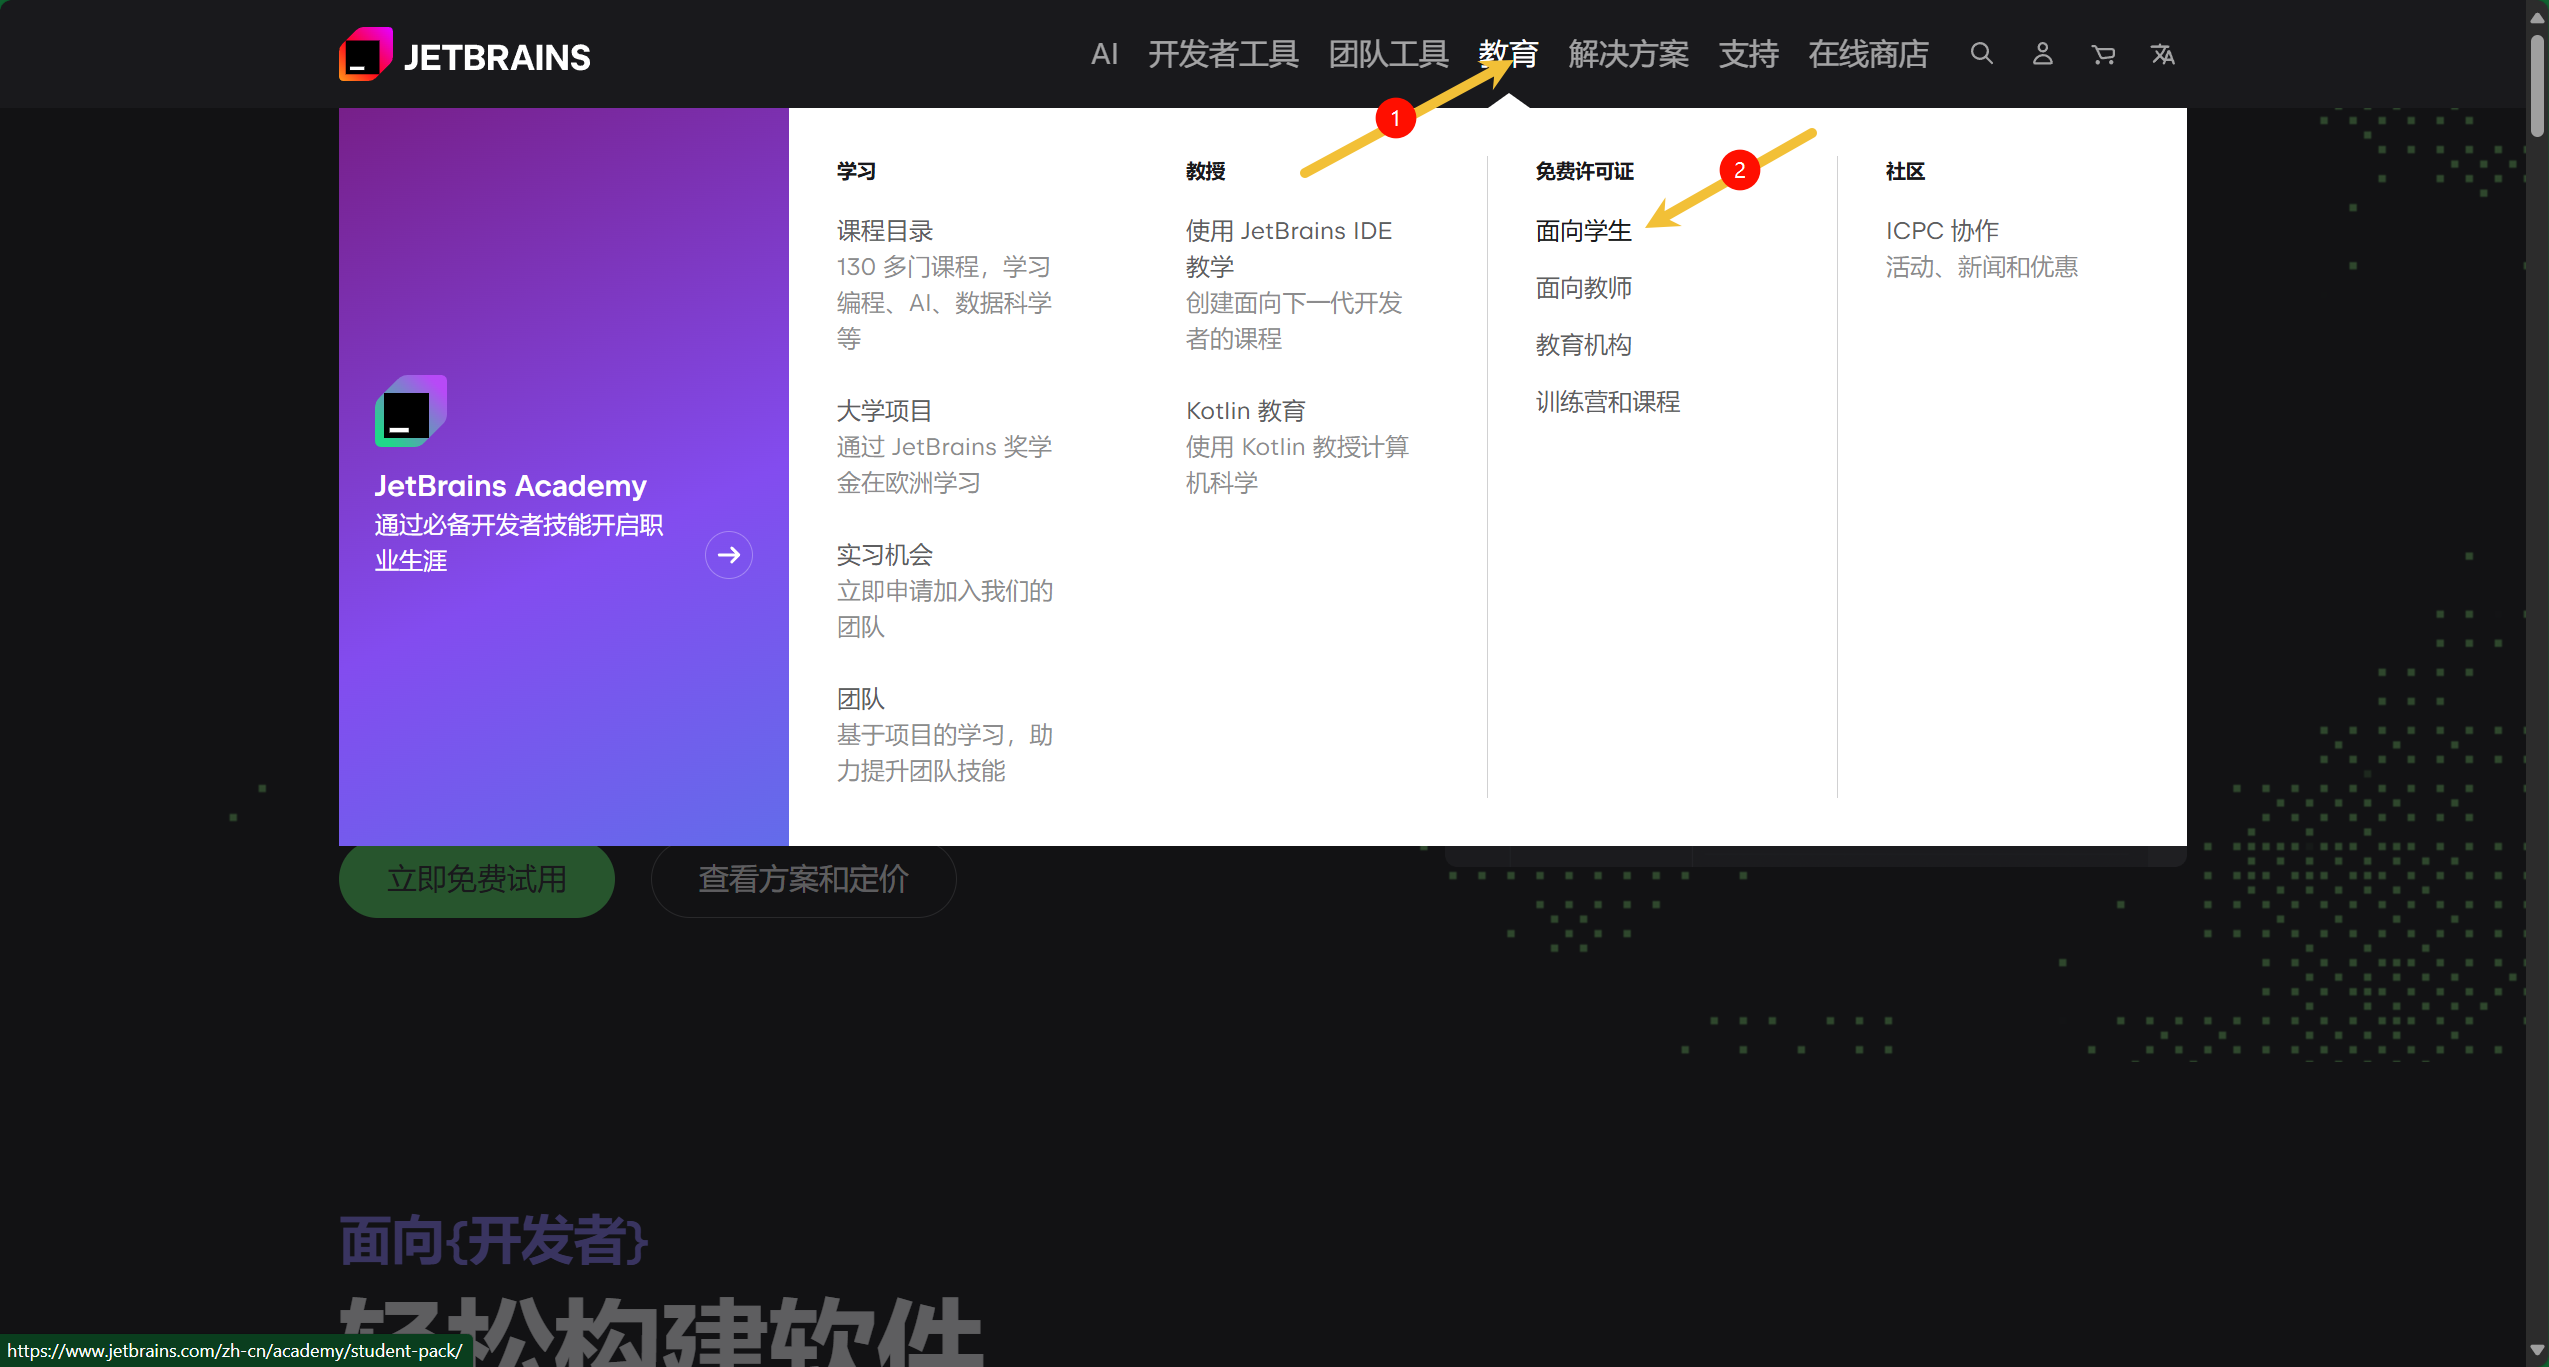 JETBRAINS
AI
开发者工具
团队工具
教育
解决方案
支持
在线商店
1
2
JetBrains Academy
通过必备开发者技能开启职
业生涯
学习
课程目录
130 多门课程，学习
编程、AI、数据科学
等
大学项目
通过 JetBrains 奖学
金在欧洲学习
实习机会
立即申请加入我们的
团队
团队
基于项目的学习，助
力提升团队技能
教授
使用 JetBrains IDE
教学
创建面向下一代开发
者的课程
Kotlin 教育
使用 Kotlin 教授计算
机科学
免费许可证
面向学生
面向教师
教育机构
训练营和课程
社区
ICPC 协作
活动、新闻和优惠
立即免费试用
查看方案和定价
面向{开发者}
轻松构建软件
https://www.jetbrains.com/zh-cn/academy/student-pack/